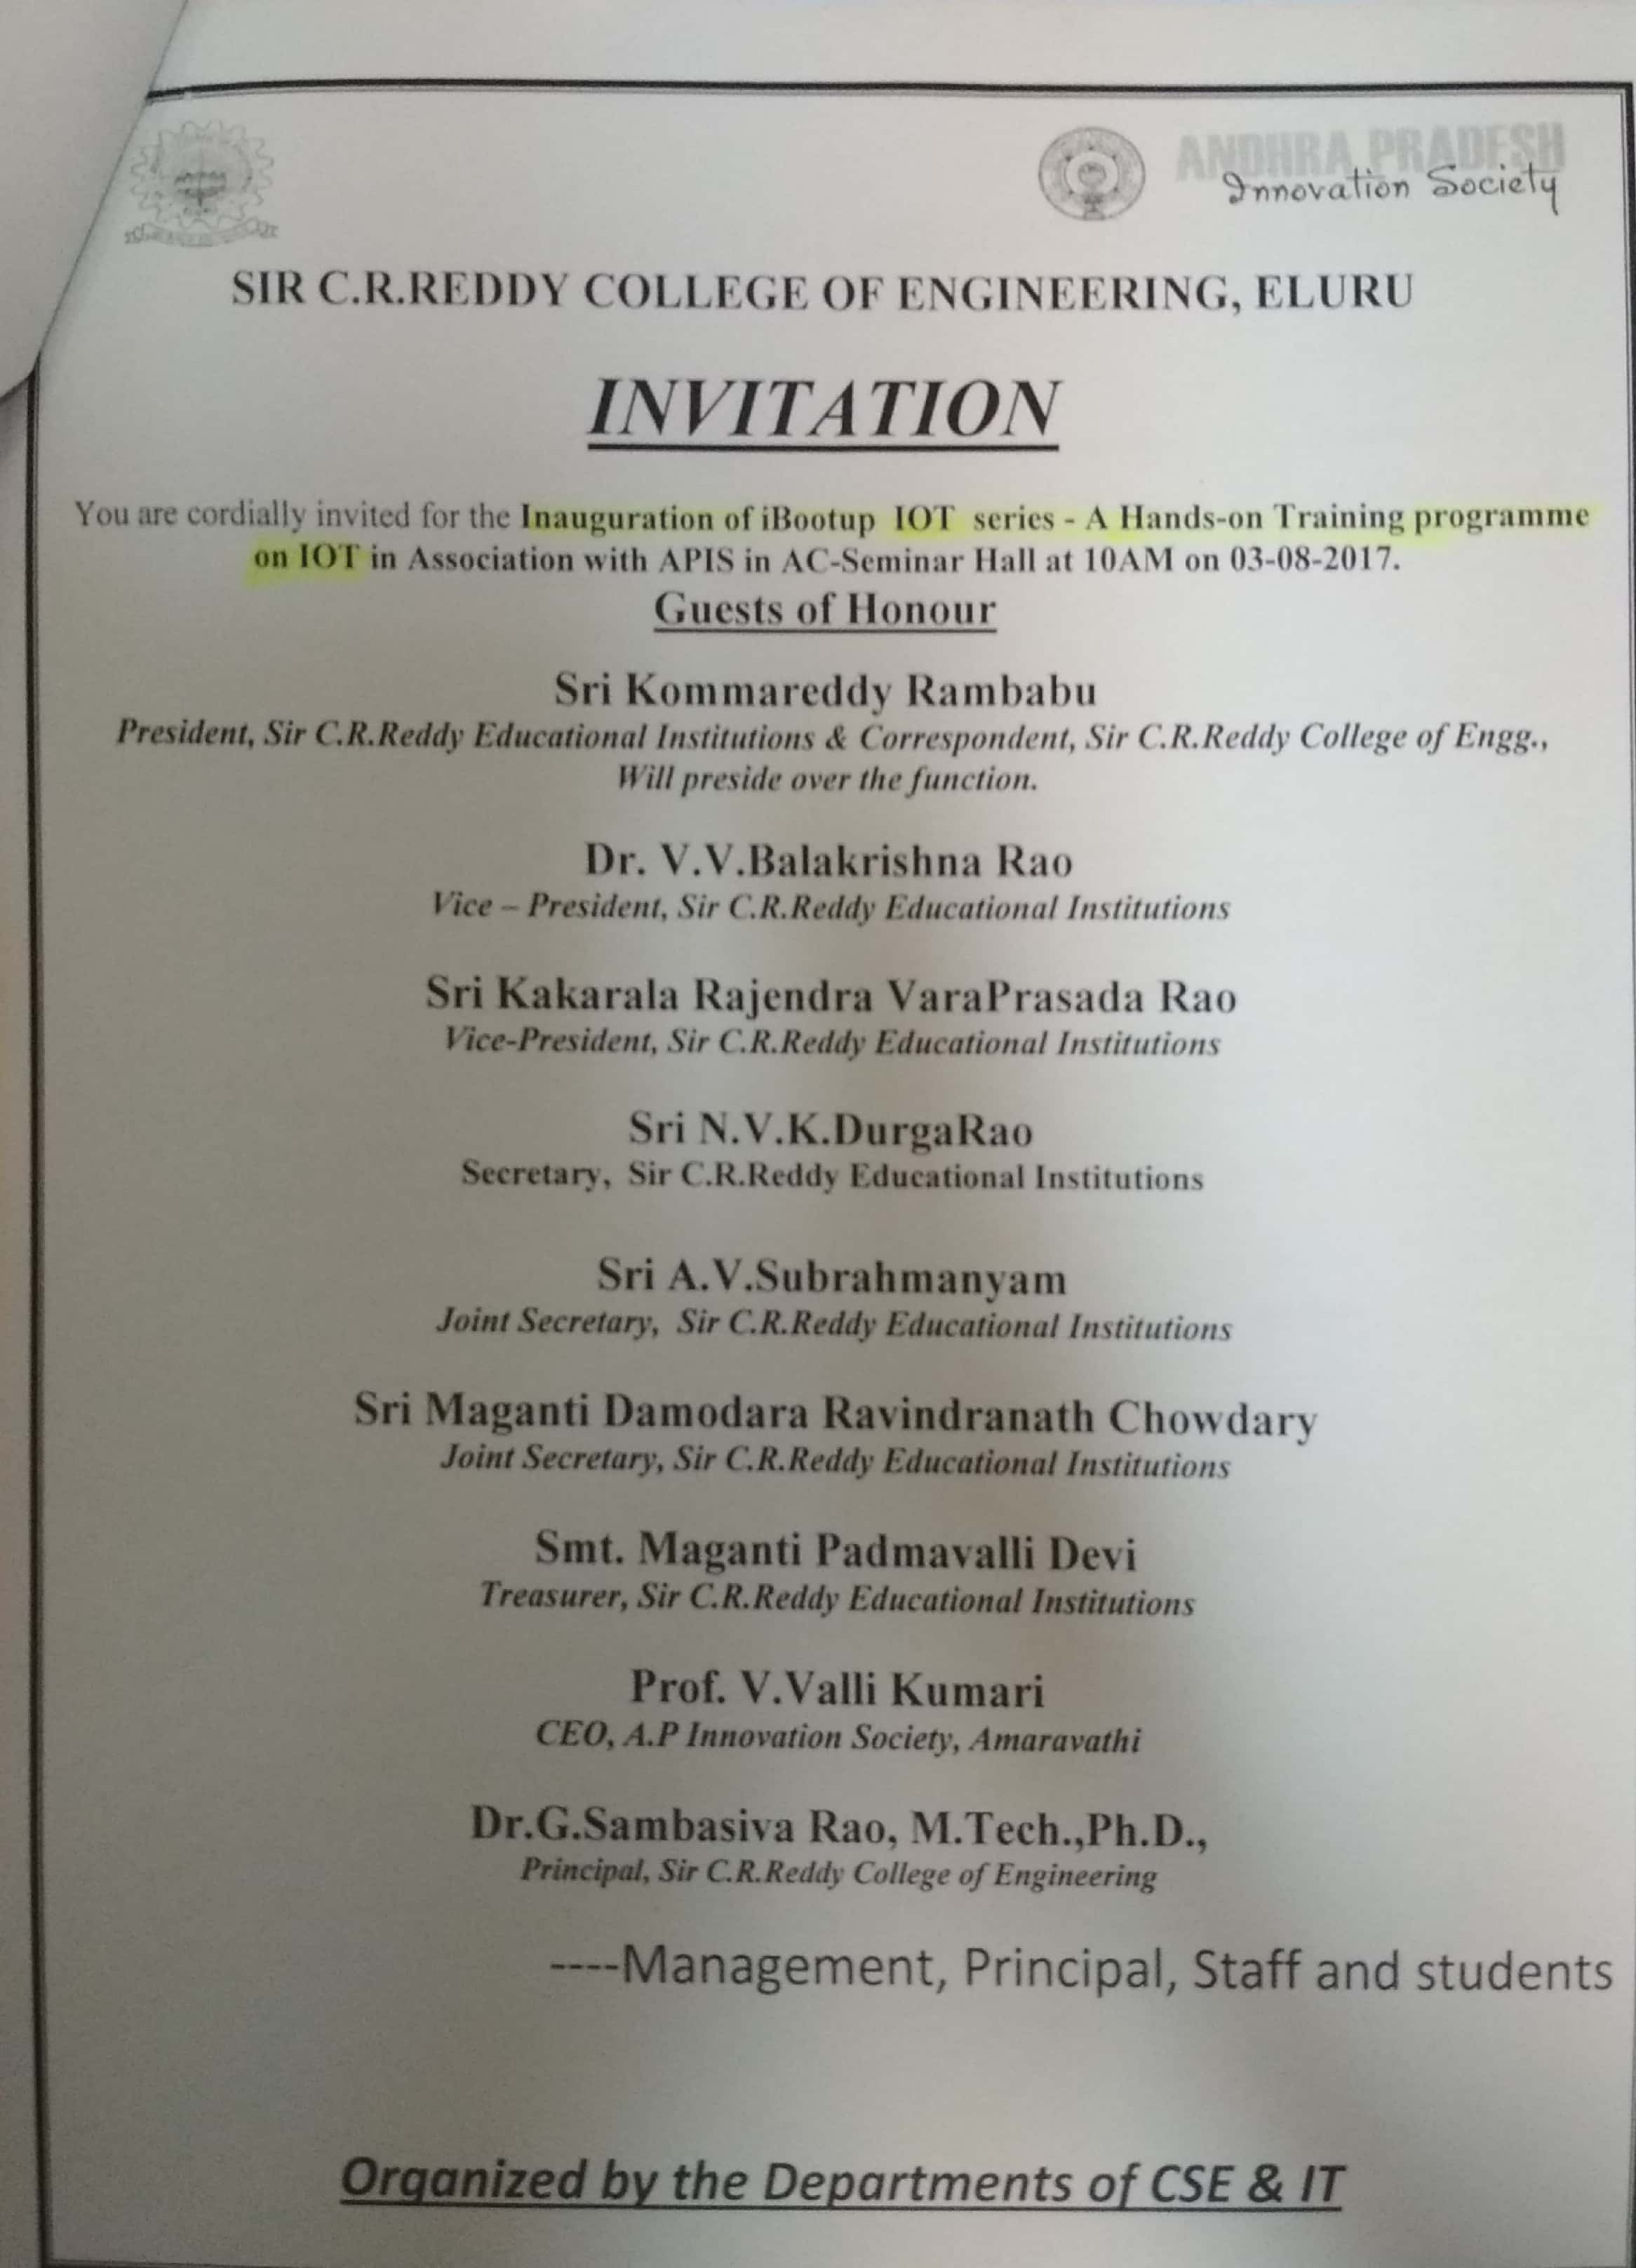 ANDHRA PRADESH
Innovation Society
SIR C.R.REDDY COLLEGE OF ENGINEERING, ELURU
INVITATION
You are cordially invited for the Inauguration of iBootup IOT series - A Hands-on Training programme
on IOT in Association with APIS in AC-Seminar Hall at 10AM on 03-08-2017.
Guests of Honour
Sri Kommareddy Rambabu
President, Sir C.R.Reddy Educational Institutions & Correspondent, Sir C.R.Reddy College of Engg.,
Will preside over the function.
Dr. V.V.Balakrishna Rao
Vice – President, Sir C.R.Reddy Educational Institutions
Sri Kakarala Rajendra VaraPrasada Rao
Vice-President, Sir C.R.Reddy Educational Institutions
Sri N.V.K.DurgaRao
Secretary, Sir C.R.Reddy Educational Institutions
Sri A.V.Subrahmanyam
Joint Secretary, Sir C.R.Reddy Educational Institutions
Sri Maganti Damodara Ravindranath Chowdary
Joint Secretary, Sir C.R.Reddy Educational Institutions
Smt. Maganti Padmavalli Devi
Treasurer, Sir C.R.Reddy Educational Institutions
Prof. V.Valli Kumari
CEO, A.P Innovation Society, Amaravathi
Dr.G.Sambasiva Rao, M.Tech.,Ph.D.,
Principal, Sir C.R.Reddy College of Engineering
----Management, Principal, Staff and students
Organized by the Departments of CSE & IT